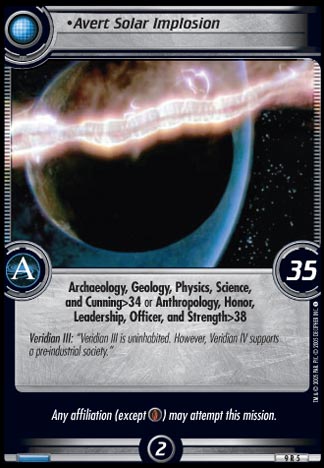 •Avert Solar Implosion
A
35
Archaeology, Geology, Physics, Science,
and Cunning>34 or Anthropology, Honor,
Leadership, Officer, and Strength>38
Veridian III: "Veridian III is uninhabited. However, Veridian IV supports
a pre-industrial society."
Any affiliation (except ) may attempt this mission.
2
9 R 5